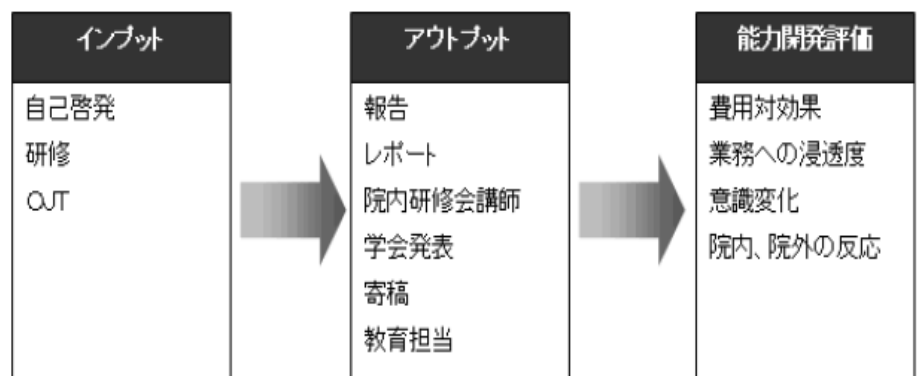 インプット
自己啓発
研修
OJT
アウトプット
報告
レポート
院内研修会講師
学会発表
寄稿
教育担当
能力開発評価
費用対効果
業務への浸透度
意識変化
院内、院外の反応